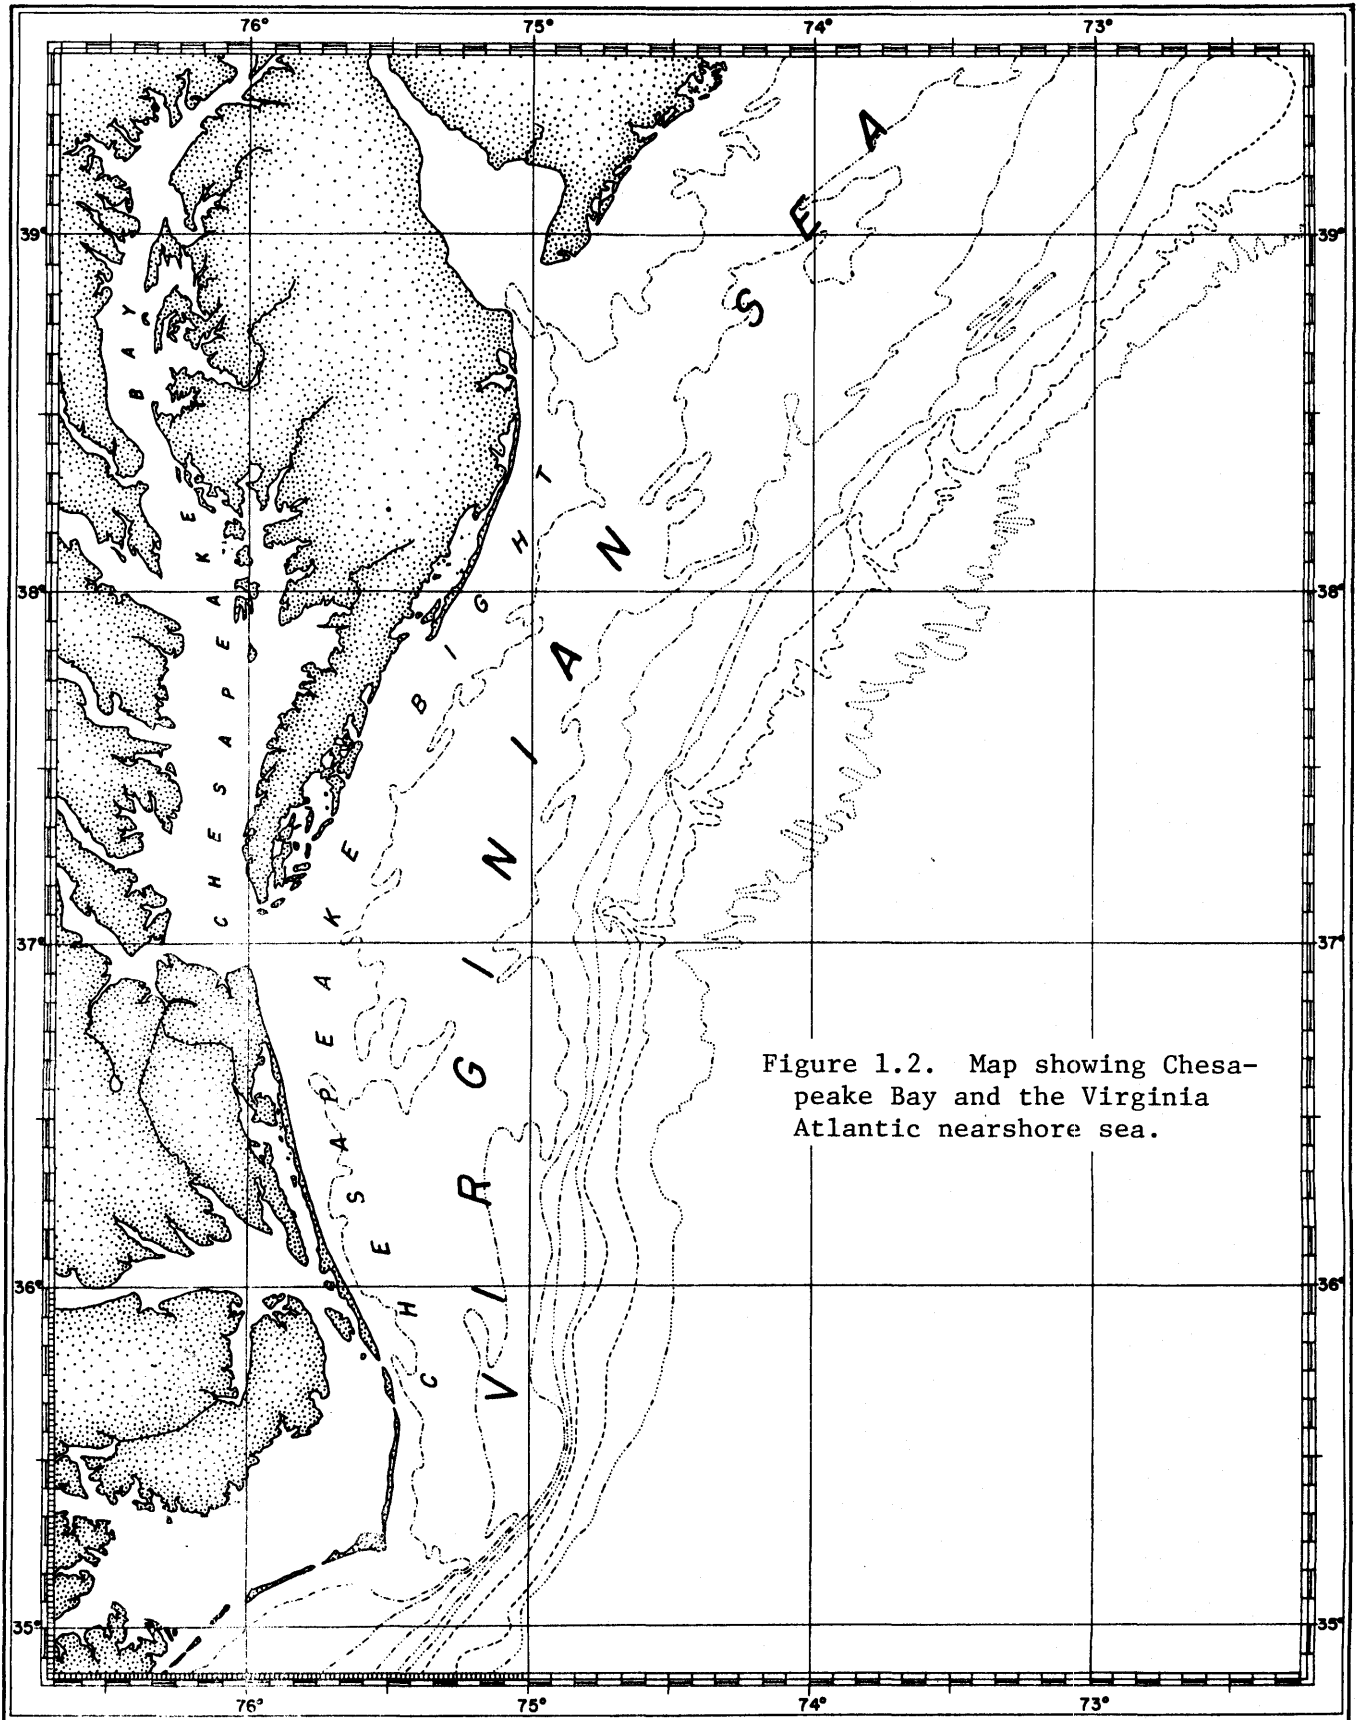 76° 75° 74° 73°
39° 39°
38° 38°
37° 37°
36° 36°
35° 35°
76° 75° 74° 73°
CHESAPEAKE BAY
CHESAPEAKE BIGHT
VIRGINIAN SEA
Figure 1.2. Map showing Chesa-
peake Bay and the Virginia
Atlantic nearshore sea.